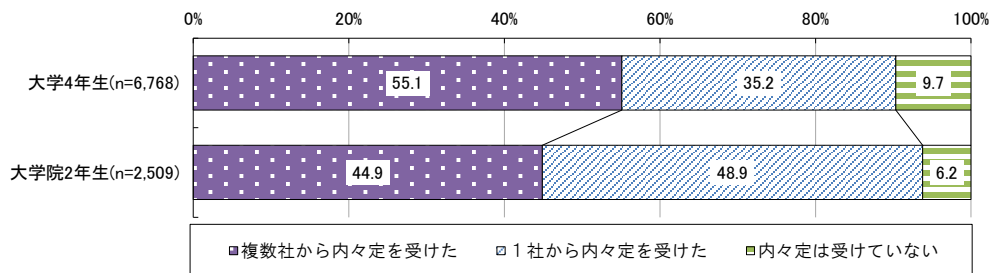 0% 20% 40% 60% 80% 100%
大学4年生(n=6,768) 55.1 35.2 9.7
大学院2年生(n=2,509) 44.9 48.9 6.2
複数社から内々定を受けた １社から内々定を受けた 内々定は受けていない